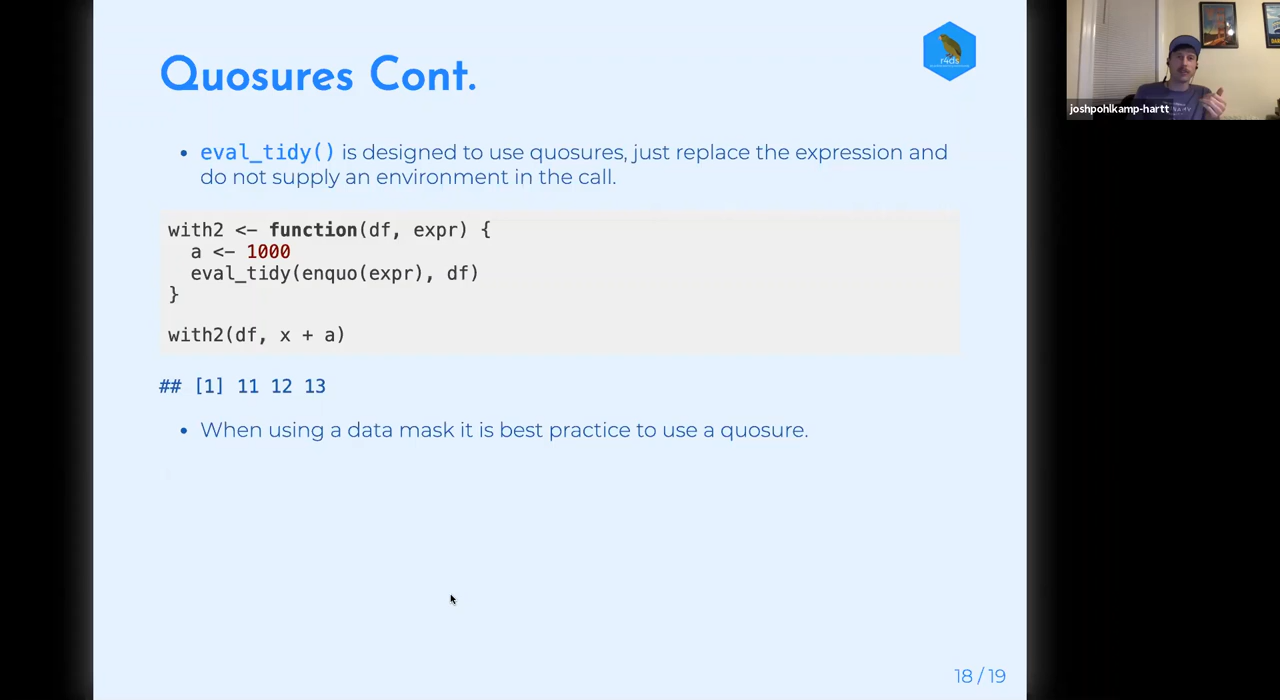 Quosures Cont.
r4ds
joshpohlkamp-hartt
• eval_tidy() is designed to use quosures, just replace the expression and
do not supply an environment in the call.
with2 <- function(df, expr) {
  a <- 1000
  eval_tidy(enquo(expr), df)
}
with2(df, x + a)
## [1] 11 12 13
• When using a data mask it is best practice to use a quosure.
18 / 19